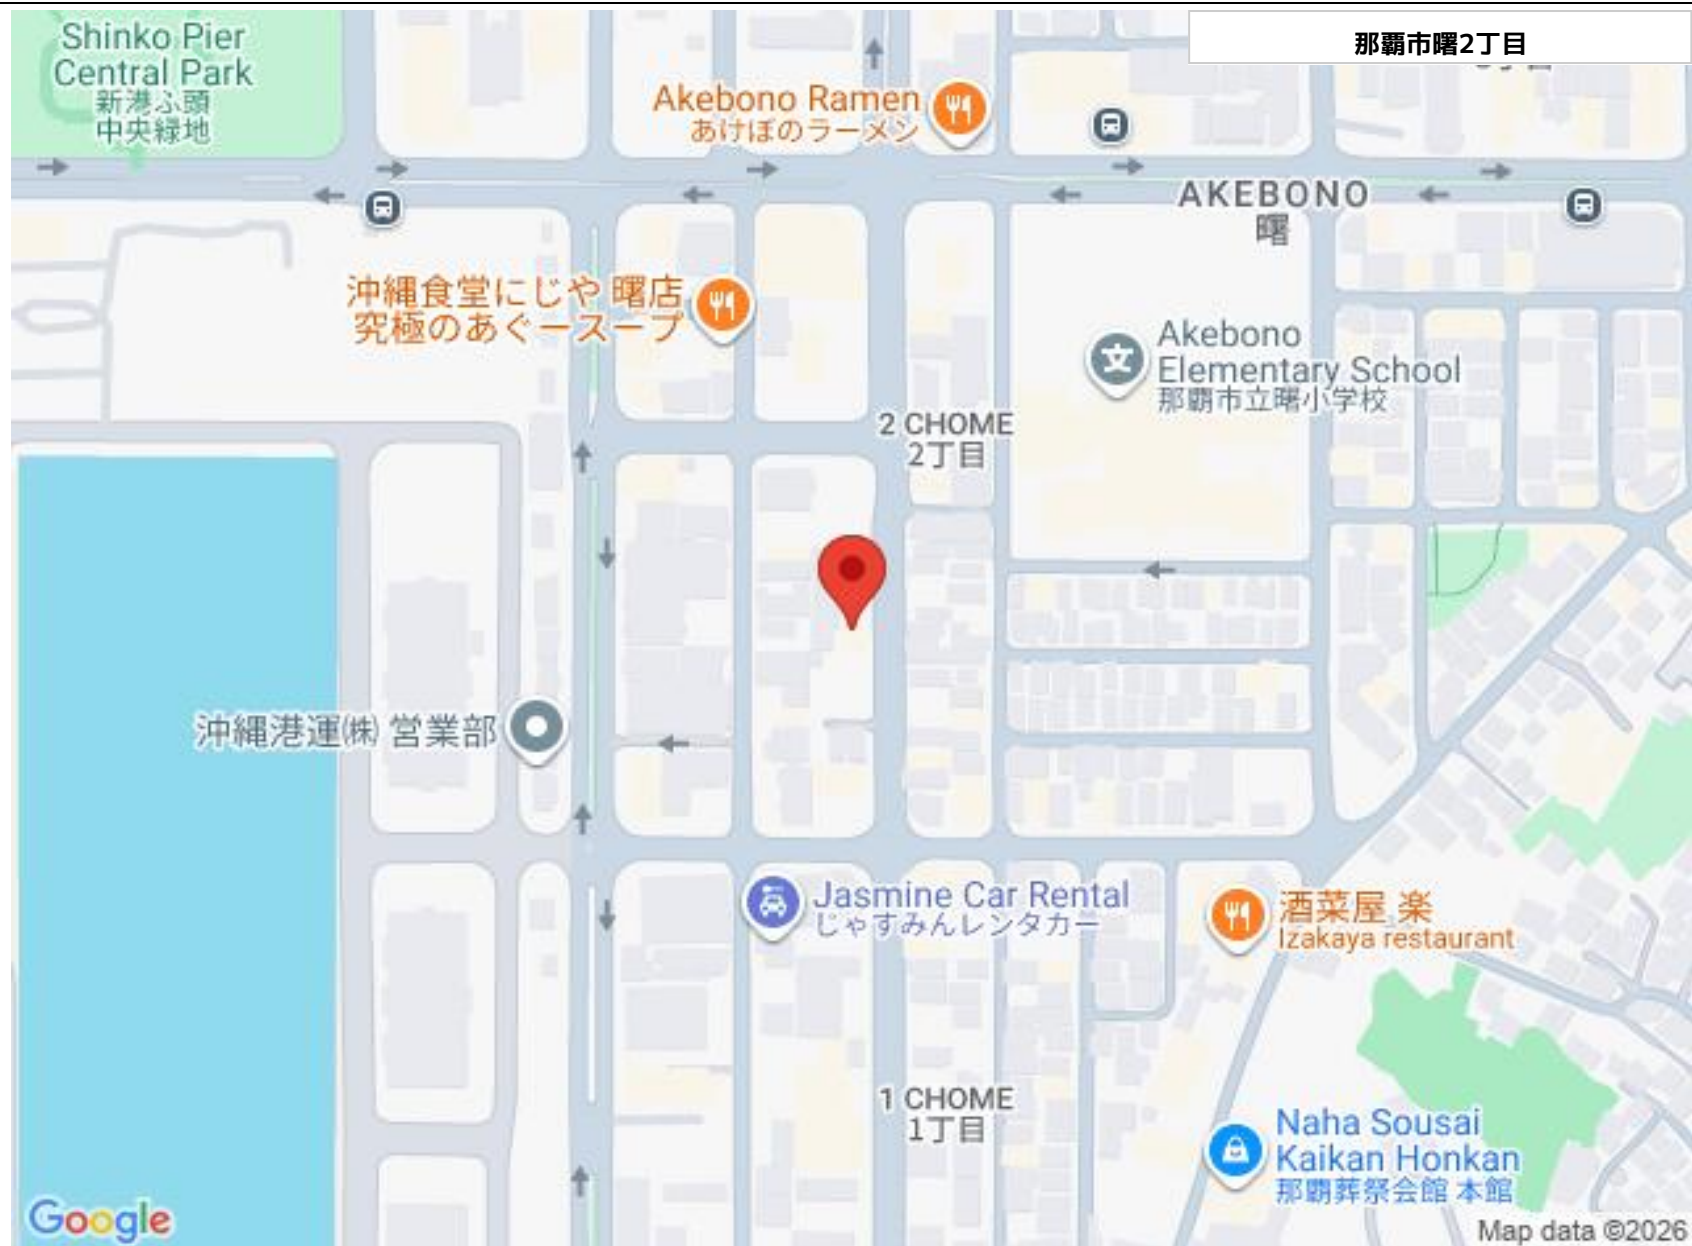 那覇市曙2丁目
Shinko Pier
Central Park
新港ふ頭
中央緑地
Akebono Ramen
あけぼのラーメン
AKEBONO
曙
沖縄食堂にじや 曙店
究極のあぐースープ
Akebono
Elementary School
那覇市立曙小学校
2 CHOME
2丁目
沖縄港運㈱ 営業部
Jasmine Car Rental
じゃすみんレンタカー
酒菜屋 楽
Izakaya restaurant
1 CHOME
1丁目
Naha Sousai
Kaikan Honkan
那覇葬祭会館 本館
Google
Map data ©2026